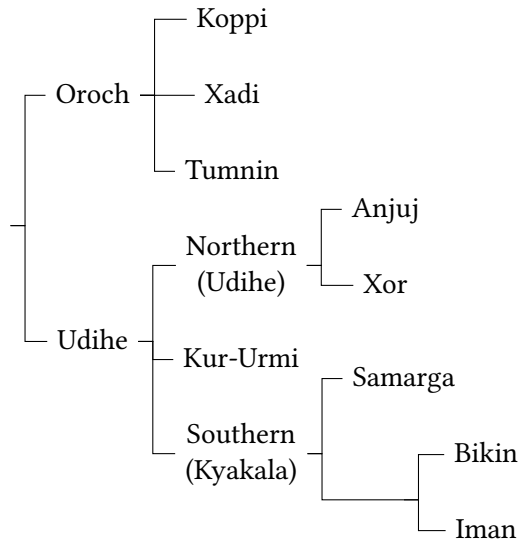 Koppi
Oroch
Xadi
Tumnin
Anjuj
Northern
(Udihe)
Xor
Udihe
Kur-Urmi
Samarga
Southern
(Kyakala)
Bikin
Iman